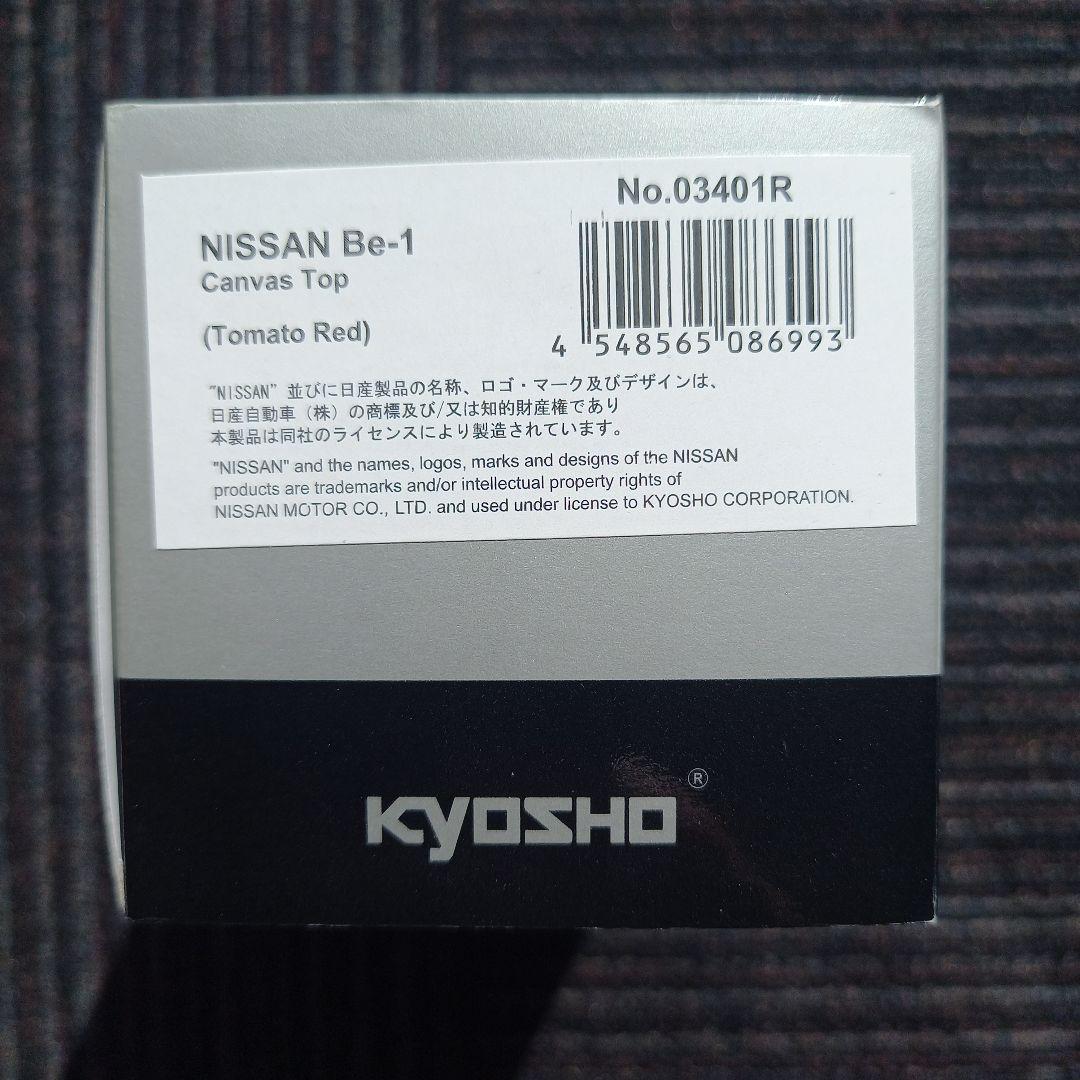 No.03401R
NISSAN Be-1
Canvas Top
(Tomato Red)
4 548565 086993
"NISSAN" 並びに日産製品の名称、ロゴ・マーク及びデザインは、
日産自動車（株）の商標及び/又は知的財産権であり
本製品は同社のライセンスにより製造されています。
"NISSAN" and the names, logos, marks and designs of the NISSAN
products are trademarks and/or intellectual property rights of
NISSAN MOTOR CO., LTD. and used under license to KYOSHO CORPORATION.
KYOSHO ®